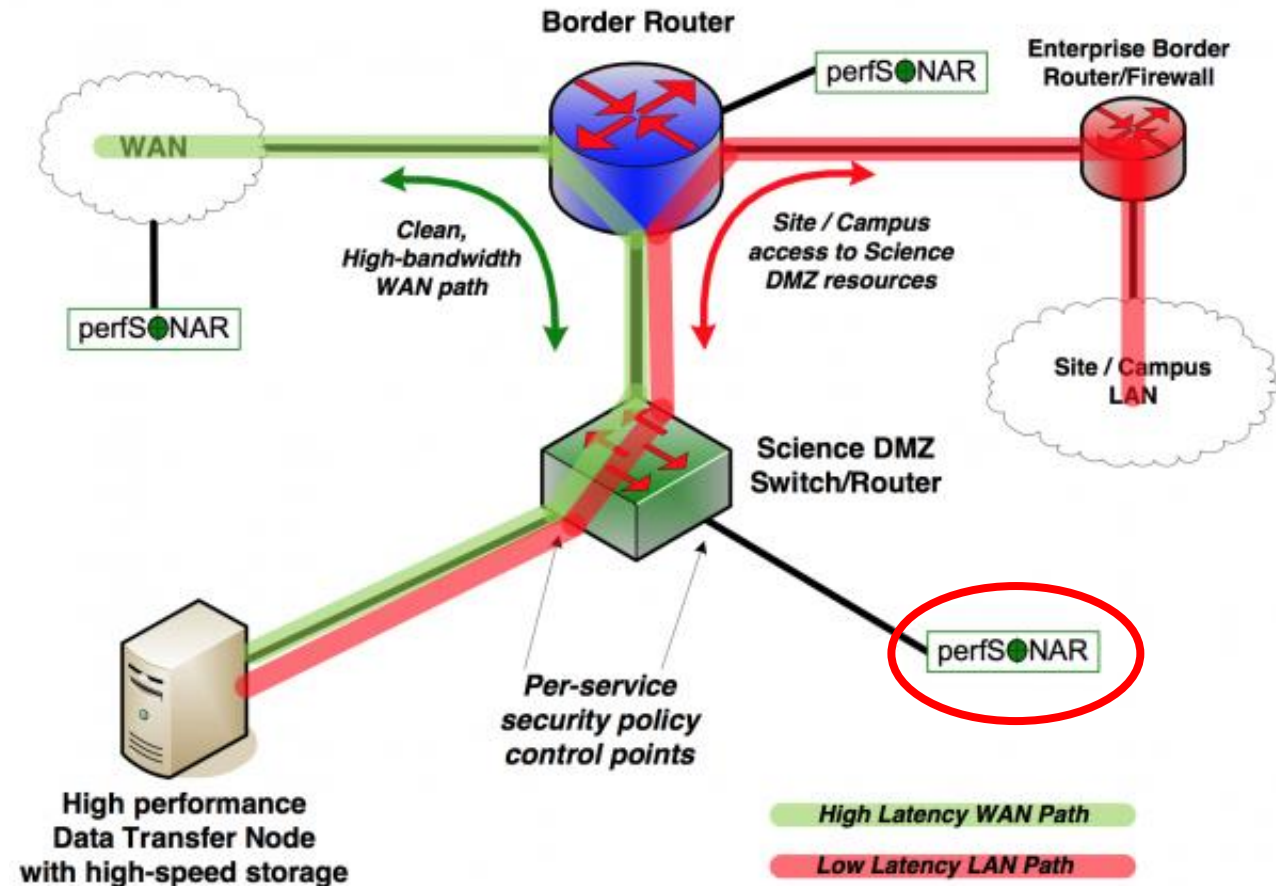 Border Router
perfSONAR
Enterprise Border
Router/Firewall
WAN
Clean,
High-bandwidth
WAN path
Site / Campus
access to Science
DMZ resources
perfSONAR
Site / Campus
LAN
Science DMZ
Switch/Router
perfSONAR
Per-service
security policy
control points
High performance
Data Transfer Node
with high-speed storage
High Latency WAN Path
Low Latency LAN Path